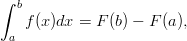 ∫_a^b f(x)dx = F(b) − F(a),